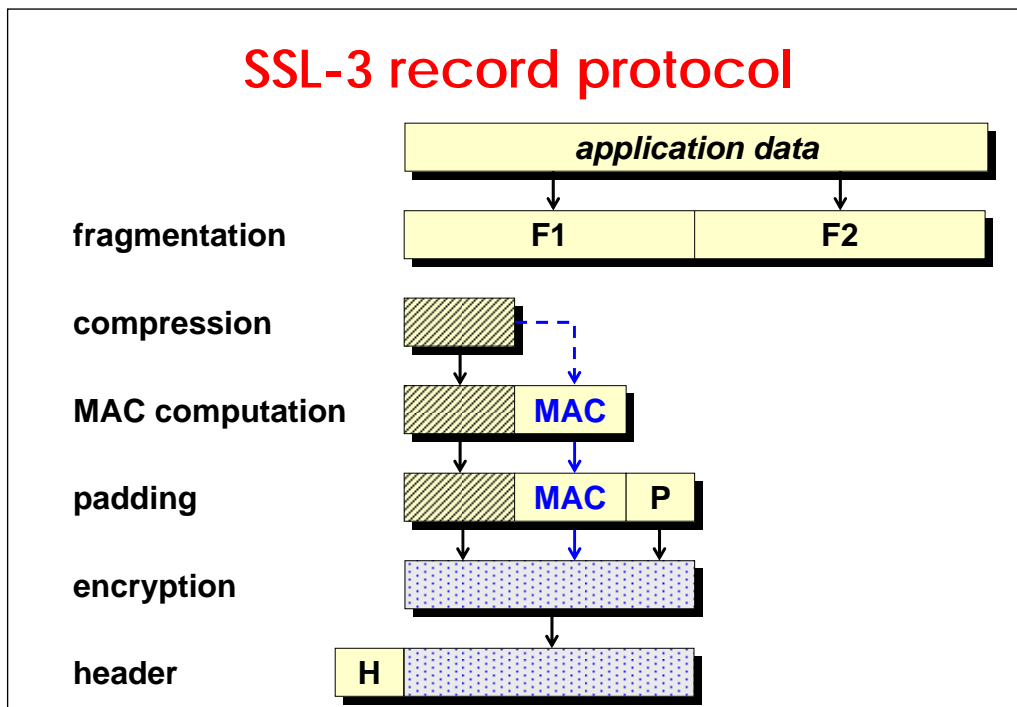 SSL-3 record protocol
application data
fragmentation F1 F2
compression
MAC computation MAC
padding MAC P
encryption
header H